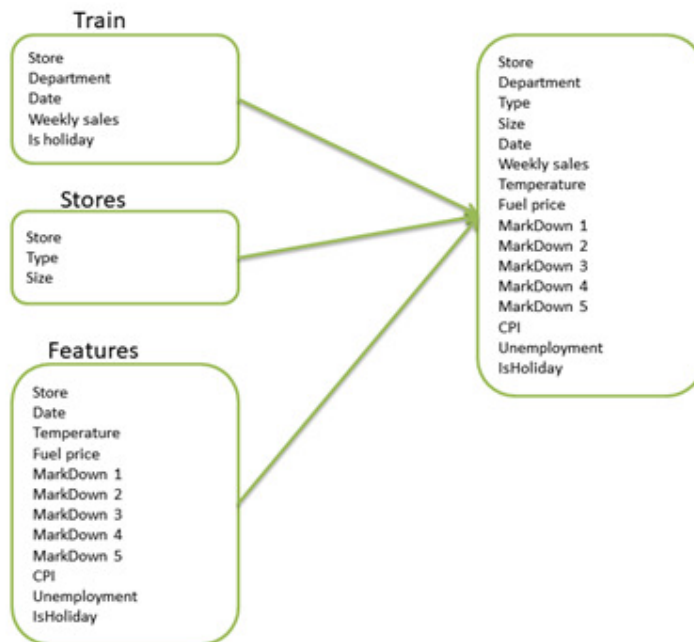 Train
Store
Department
Date
Weekly sales
Is holiday
Stores
Store
Type
Size
Features
Store
Date
Temperature
Fuel price
MarkDown 1
MarkDown 2
MarkDown 3
MarkDown 4
MarkDown 5
CPI
Unemployment
IsHoliday
Store
Department
Type
Size
Date
Weekly sales
Temperature
Fuel price
MarkDown 1
MarkDown 2
MarkDown 3
MarkDown 4
MarkDown 5
CPI
Unemployment
IsHoliday